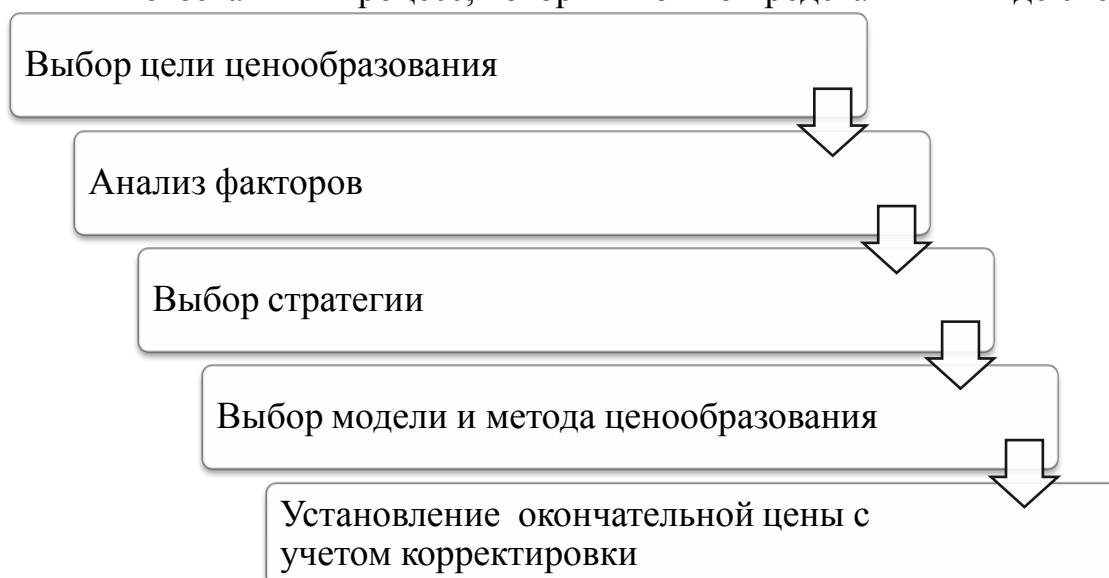 Выбор цели ценообразования
Анализ факторов
Выбор стратегии
Выбор модели и метода ценообразования
Установление окончательной цены с
учетом корректировки